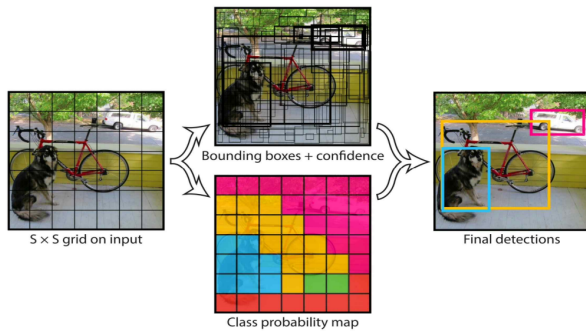 Bounding boxes + confidence
S × S grid on input
Final detections
Class probability map